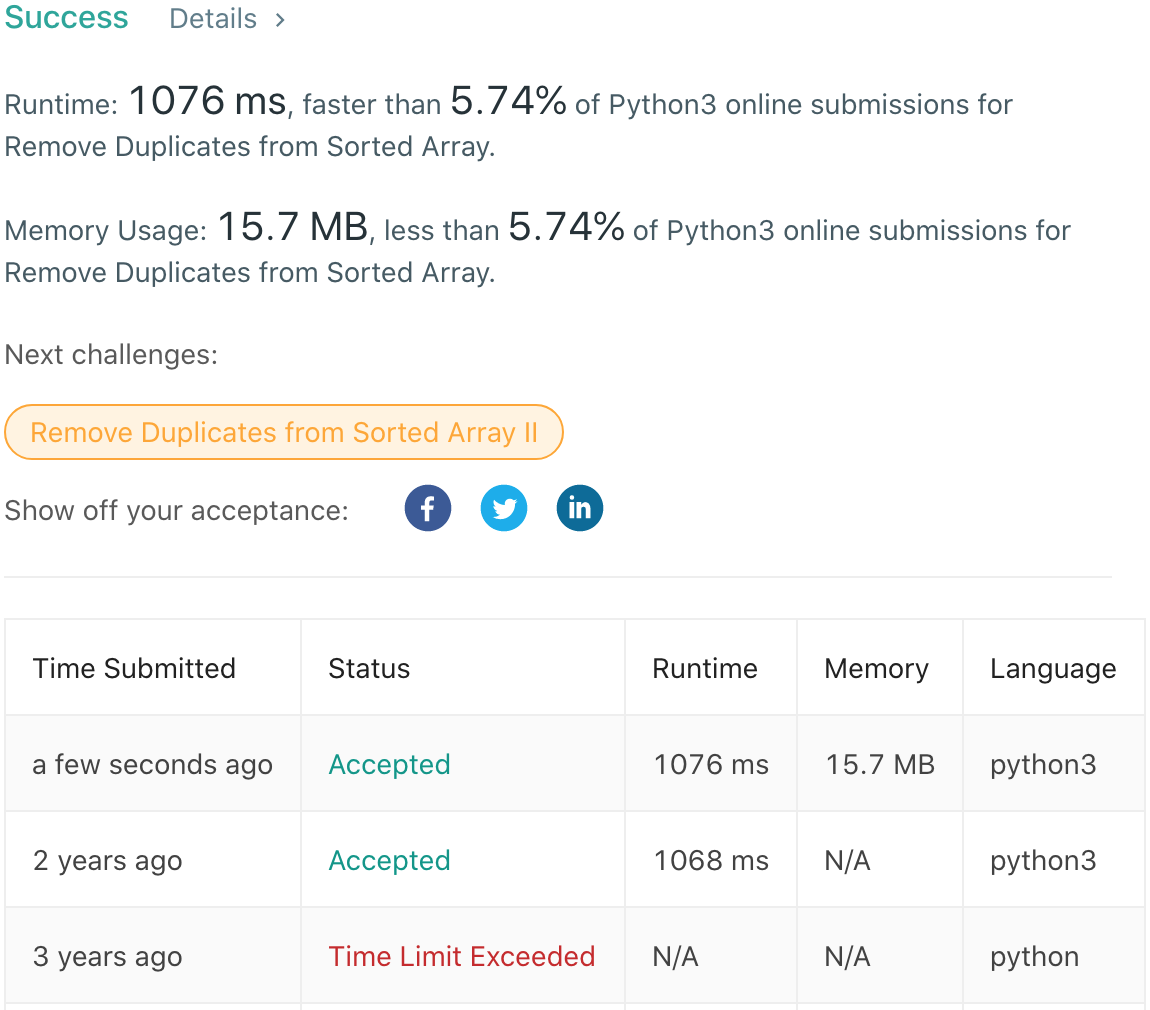 Success Details >
Runtime: 1076 ms, faster than 5.74% of Python3 online submissions for
Remove Duplicates from Sorted Array.
Memory Usage: 15.7 MB, less than 5.74% of Python3 online submissions for
Remove Duplicates from Sorted Array.
Next challenges:
Remove Duplicates from Sorted Array II
Show off your acceptance: f in
Time Submitted Status Runtime Memory Language
a few seconds ago Accepted 1076 ms 15.7 MB python3
2 years ago Accepted 1068 ms N/A python3
3 years ago Time Limit Exceeded N/A N/A python